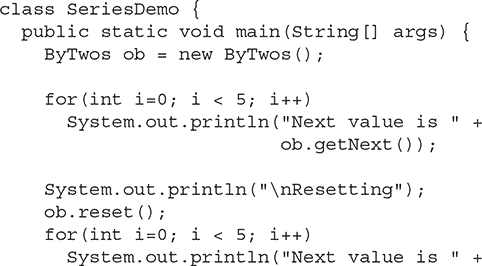 class SeriesDemo {
  public static void main(String[] args) {
    ByTwos ob = new ByTwos();

    for(int i=0; i < 5; i++)
      System.out.println("Next value is " +
                         ob.getNext());

    System.out.println("\nResetting");
    ob.reset();
    for(int i=0; i < 5; i++)
      System.out.println("Next value is " +